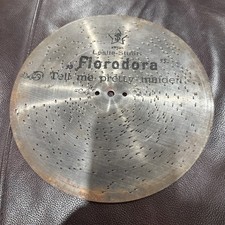 Leslie-Stuart
„Florodora"
Tell me pretty maiden